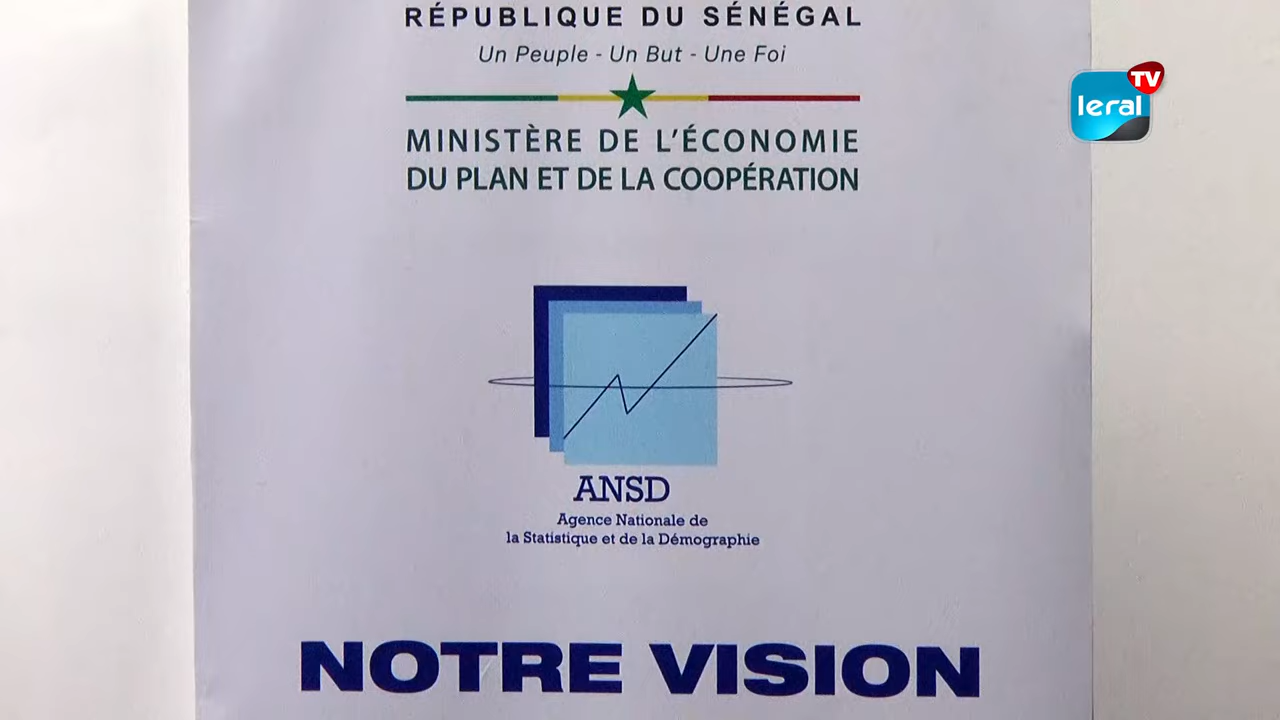 RÉPUBLIQUE DU SÉNÉGAL
Un Peuple - Un But - Une Foi
MINISTÈRE DE L'ÉCONOMIE
DU PLAN ET DE LA COOPÉRATION
leral TV
ANSD
Agence Nationale de
la Statistique et de la Démographie
NOTRE VISION